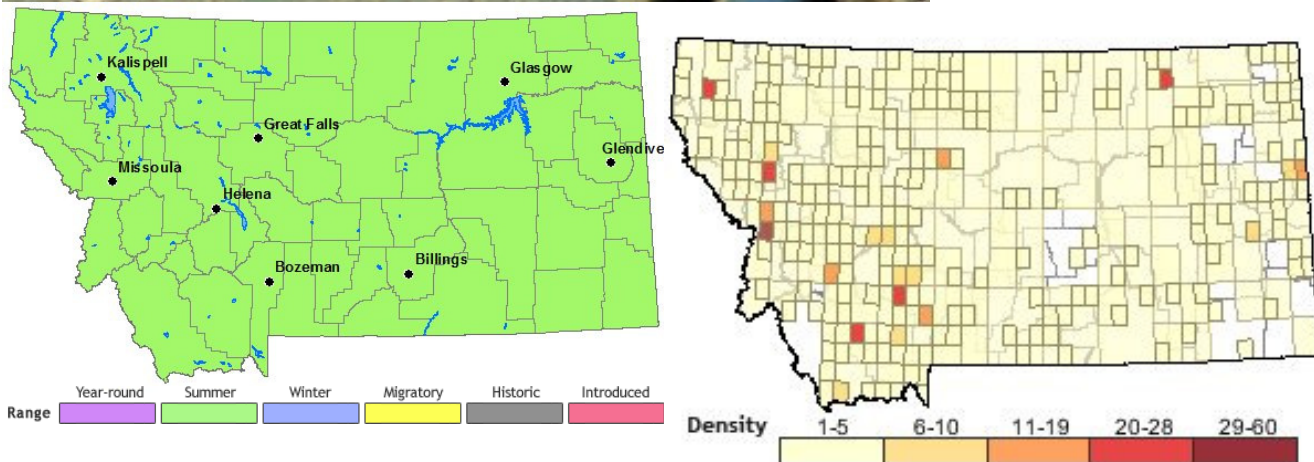 Kalispell
Glasgow
Great Falls
Glendive
Missoula
Helena
Bozeman
Billings
Range
Year-round
Summer
Winter
Migratory
Historic
Introduced
Density
1-5
6-10
11-19
20-28
29-60